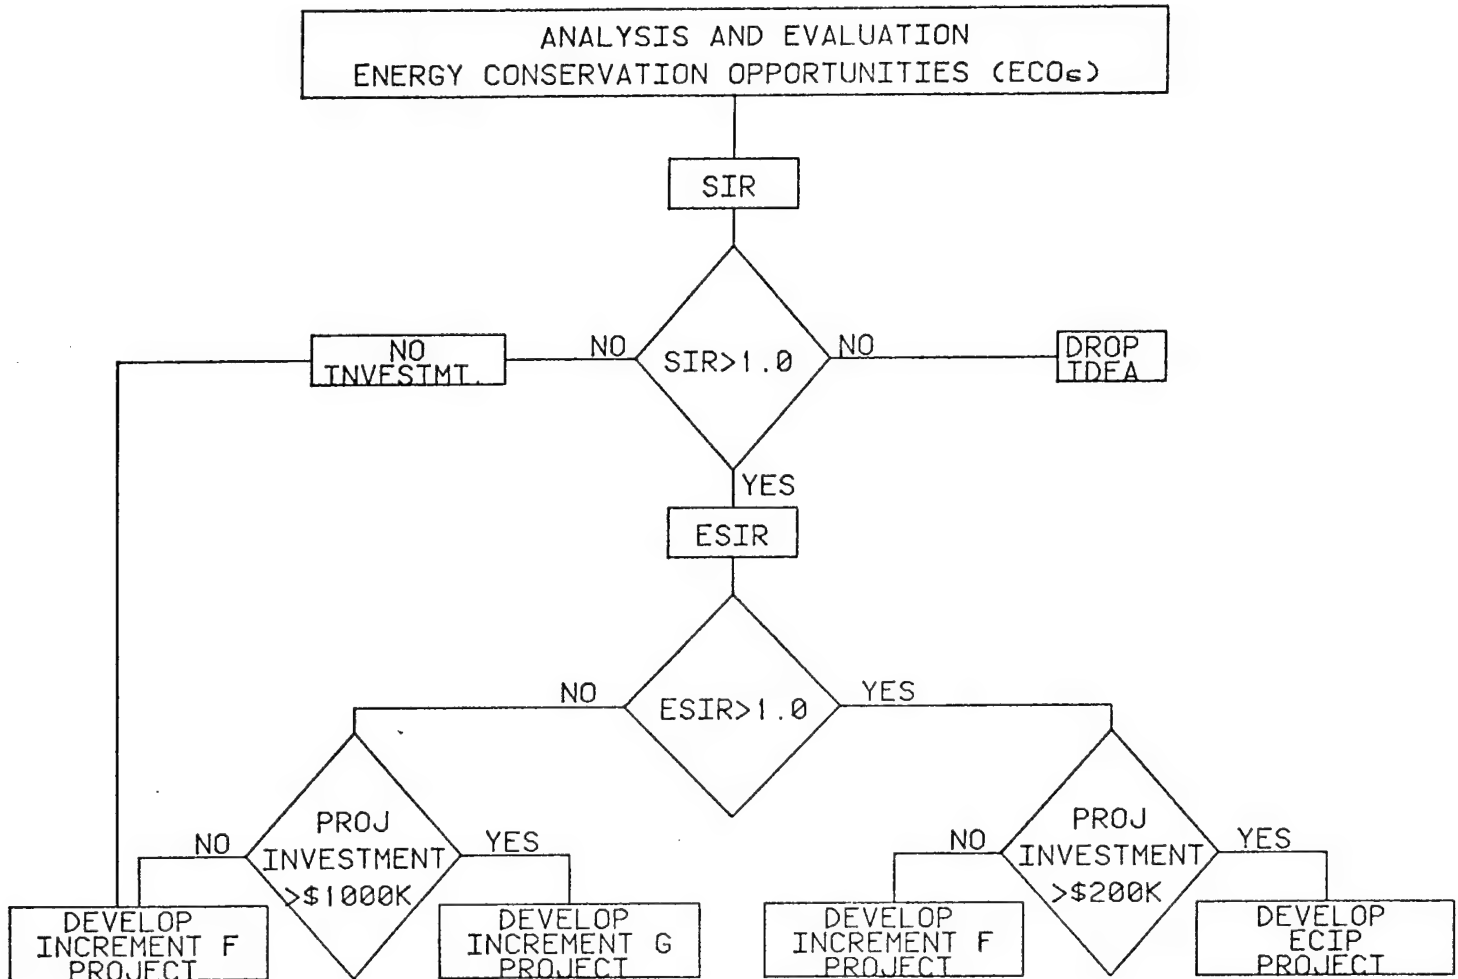 ANALYSIS AND EVALUATION
ENERGY CONSERVATION OPPORTUNITIES (ECOs)
SIR
NO
INVESTMT.
NO
SIR>1.0
NO
DROP
IDEA
YES
ESIR
NO
ESIR>1.0
YES
NO
PROJ
INVESTMENT
>$1000K
YES
NO
PROJ
INVESTMENT
>$200K
YES
DEVELOP
INCREMENT F
PROJECT
DEVELOP
INCREMENT G
PROJECT
DEVELOP
INCREMENT F
PROJECT
DEVELOP
ECIP
PROJECT